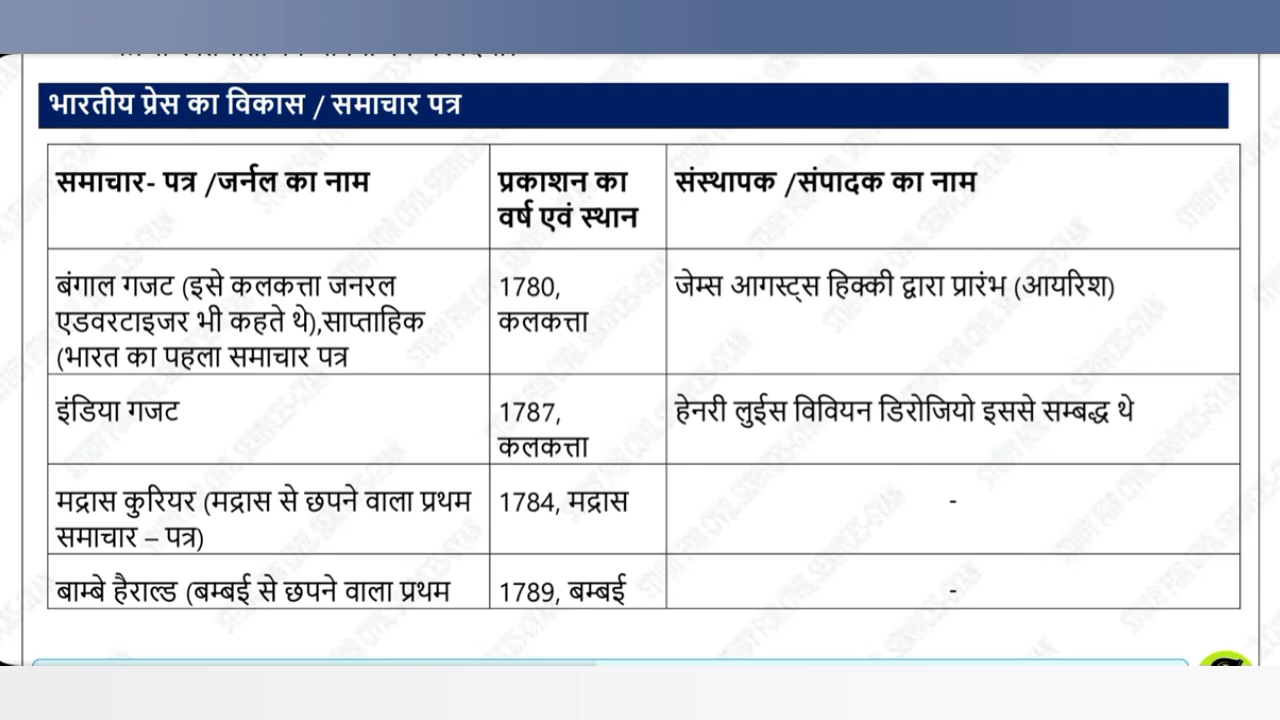 भारतीय प्रेस का विकास / समाचार पत्र
समाचार- पत्र /जर्नल का नाम
प्रकाशन का
वर्ष एवं स्थान
संस्थापक /संपादक का नाम
बंगाल गजट (इसे कलकत्ता जनरल
एडवरटाइजर भी कहते थे),साप्ताहिक
(भारत का पहला समाचार पत्र
1780,
कलकत्ता
जेम्स आगस्ट्स हिक्की द्वारा प्रारंभ (आयरिश)
इंडिया गजट
1787,
कलकत्ता
हेनरी लुईस विवियन डिरोजियो इससे सम्बद्ध थे
मद्रास कुरियर (मद्रास से छपने वाला प्रथम
समाचार – पत्र)
1784, मद्रास
-
बाम्बे हैराल्ड (बम्बई से छपने वाला प्रथम
1789, बम्बई
-